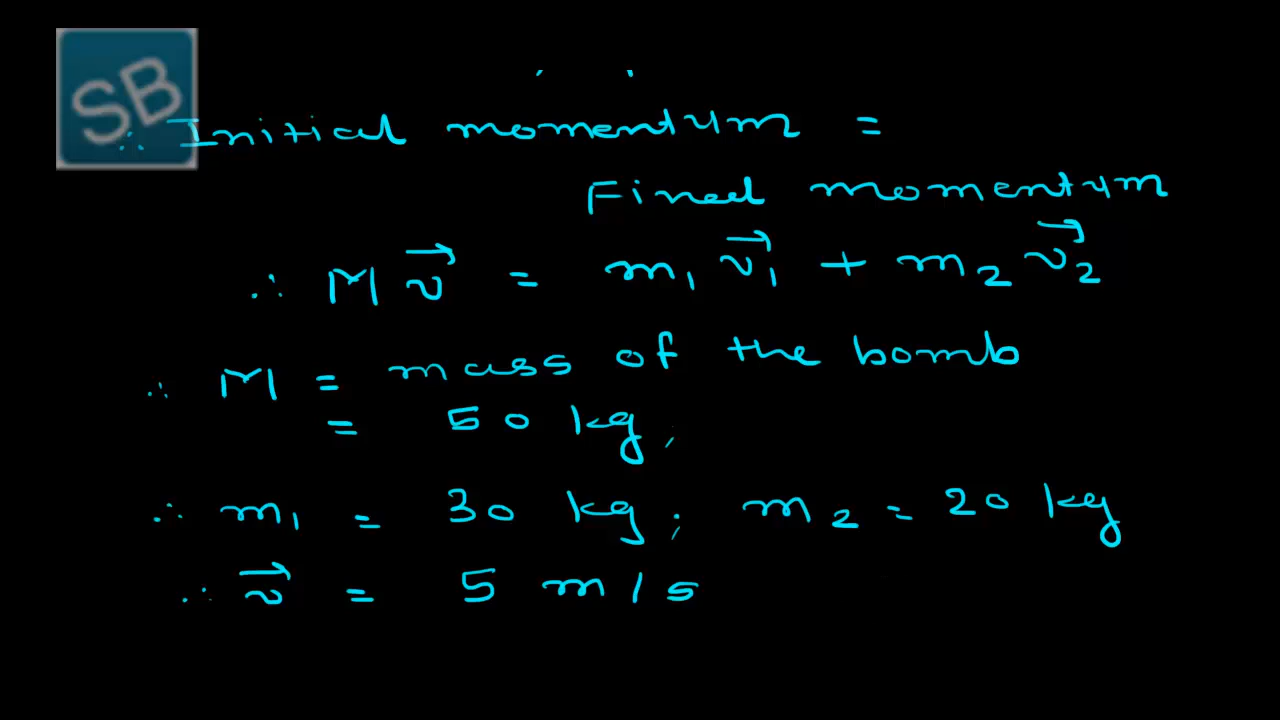 SB
∴ Initial momentum =
Final momentum
∴ M v⃗ = m₁ v⃗₁ + m₂ v⃗₂
∴ M = mass of the bomb
= 50 kg,
∴ m₁ = 30 kg; m₂ = 20 kg
∴ v⃗ = 5 m/s